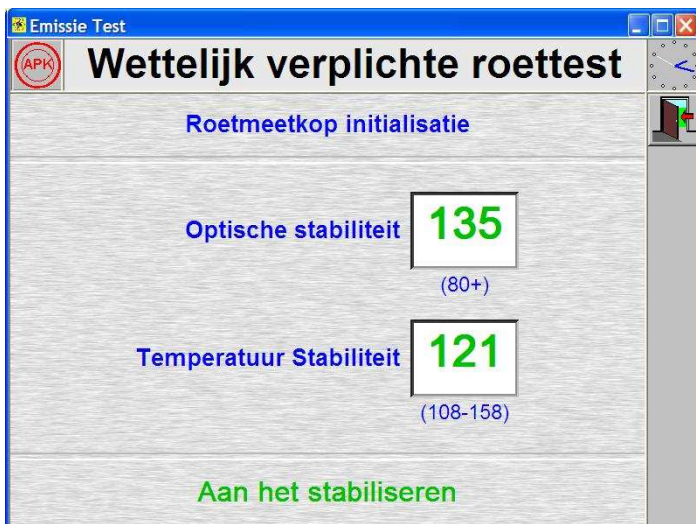 Emissie Test
APK
Wettelijk verplichte roettest
Roetmeetkop initialisatie
Optische stabiliteit 135
(80+)
Temperatuur Stabiliteit 121
(108-158)
Aan het stabiliseren